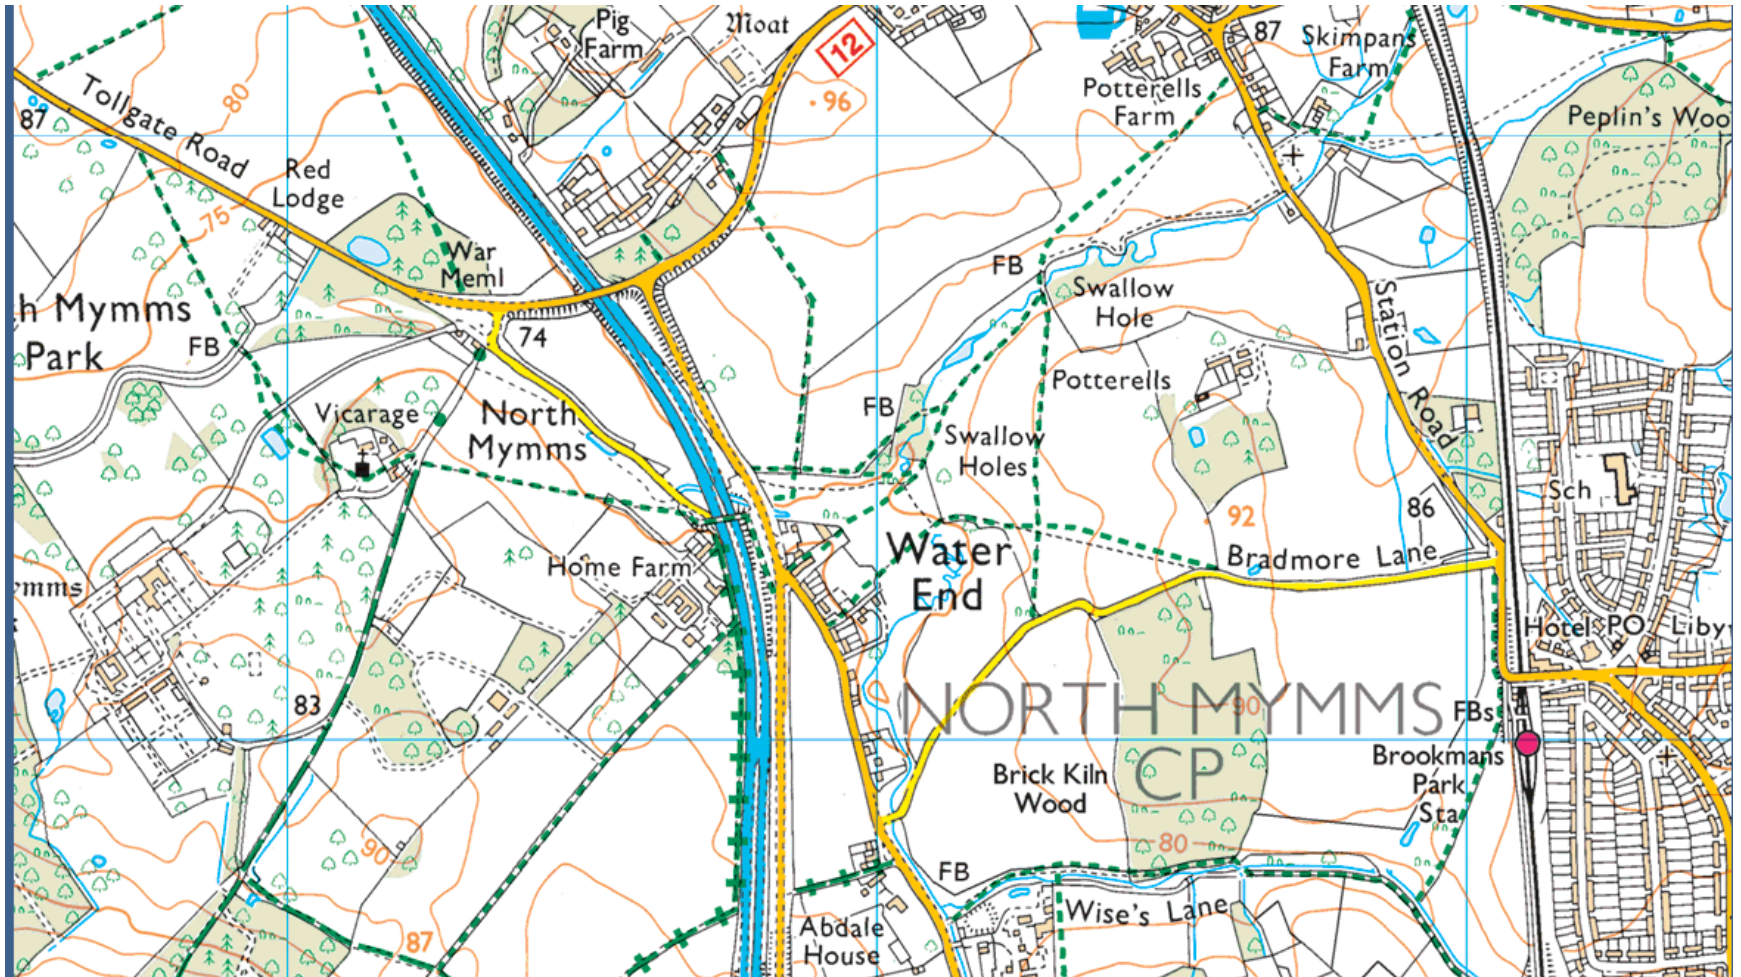 Pig
Farm
Moat
12
96
87
Skimpans
Farm
Potterells
Farm
Peplin's Woo
Tollgate Road
80
87
Red
Lodge
75
War
Meml
74
h Mymms
Park
FB
FB
Swallow
Hole
Station Road
Potterells
Vicarage
North
Mymms
FB
Swallow
Holes
92
86
Sch
Bradmore Lane
Water
End
Home Farm
ymms
Hotel
PO
Liby
83
NORTH MYMMS
CP
90
FBs
Brookmans
Park
Sta
Brick Kiln
Wood
80
90
FB
Wise's Lane
87
Abdale
House